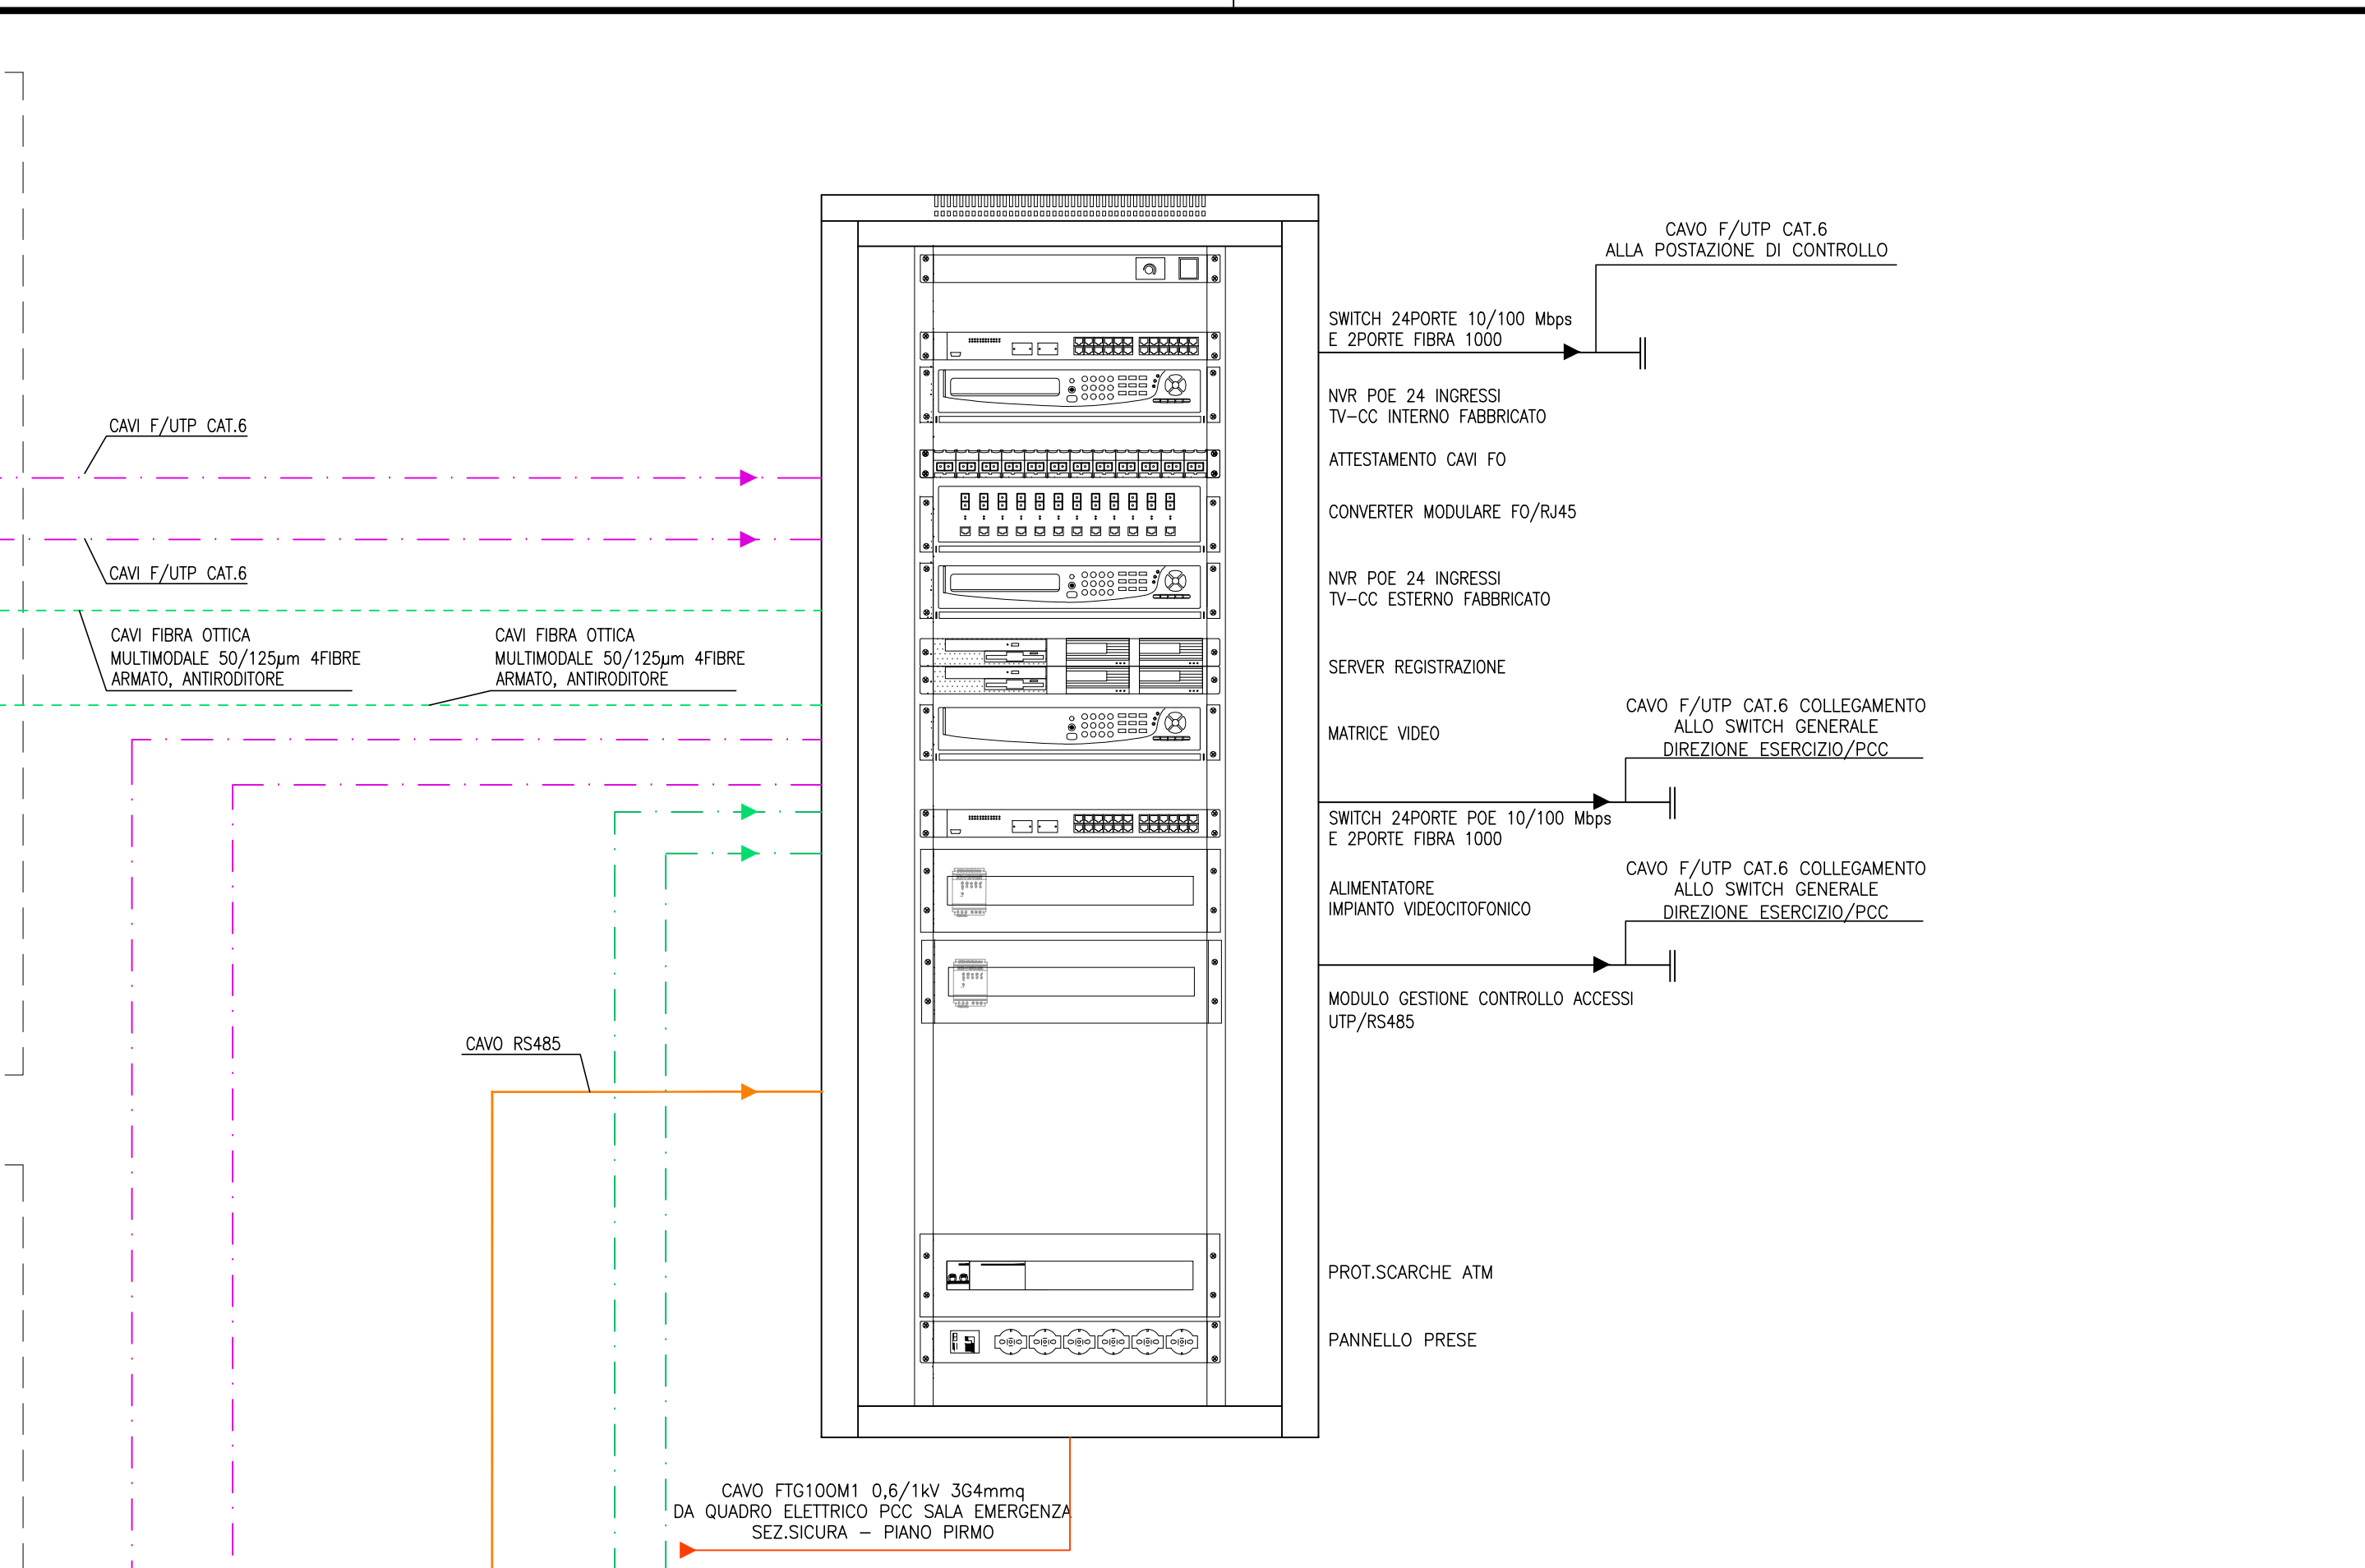 CAVO F/UTP CAT.6
ALLA POSTAZIONE DI CONTROLLO
SWITCH 24PORTE 10/100 Mbps
E 2PORTE FIBRA 1000
NVR POE 24 INGRESSI
TV-CC INTERNO FABBRICATO
CAVI F/UTP CAT.6
ATTESTAMENTO CAVI FO
CONVERTER MODULARE FO/RJ45
CAVI F/UTP CAT.6
NVR POE 24 INGRESSI
TV-CC ESTERNO FABBRICATO
CAVI FIBRA OTTICA
MULTIMODALE 50/125µm 4FIBRE
ARMATO, ANTIRODITORE
CAVI FIBRA OTTICA
MULTIMODALE 50/125µm 4FIBRE
ARMATO, ANTIRODITORE
SERVER REGISTRAZIONE
MATRICE VIDEO
CAVO F/UTP CAT.6 COLLEGAMENTO
ALLO SWITCH GENERALE
DIREZIONE ESERCIZIO/PCC
SWITCH 24PORTE POE 10/100 Mbps
E 2PORTE FIBRA 1000
ALIMENTATORE
IMPIANTO VIDEOCITOFONICO
CAVO F/UTP CAT.6 COLLEGAMENTO
ALLO SWITCH GENERALE
DIREZIONE ESERCIZIO/PCC
MODULO GESTIONE CONTROLLO ACCESSI
UTP/RS485
CAVO RS485
PROT.SCARCHE ATM
PANNELLO PRESE
CAVO FTG10OM1 0,6/1kV 3G4mmq
DA QUADRO ELETTRICO PCC SALA EMERGENZA
SEZ.SICURA - PIANO PIRMO